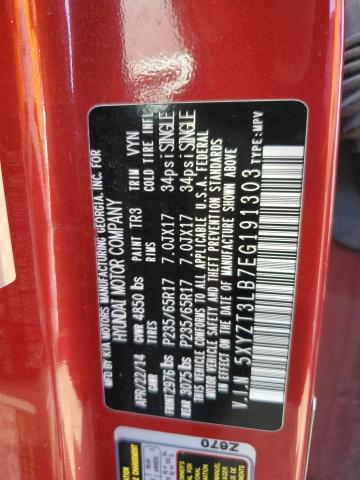 MFD BY KIA MOTORS MANUFACTURING GEORGIA, INC. FOR
HYUNDAI MOTOR COMPANY
APR/22/14 GVWR 4850 lbs PAINT TR3 TRIM VYN
GAWR RIMS COLD TIRE INFL
FRONT 2976 lbs P235/65R17 7.0JX17 34psi SINGLE
REAR 3075 lbs P235/65R17 7.0JX17 34psi SINGLE
THIS VEHICLE CONFORMS TO ALL APPLICABLE U.S.A. FEDERAL
MOTOR VEHICLE SAFETY, BUMPER, AND THEFT PREVENTION
STANDARDS IN EFFECT ON THE DATE OF MANUFACTURE SHOWN ABOVE
V.I.N 5XYZT3LB7EG191303 TYPE:MPV
Z670